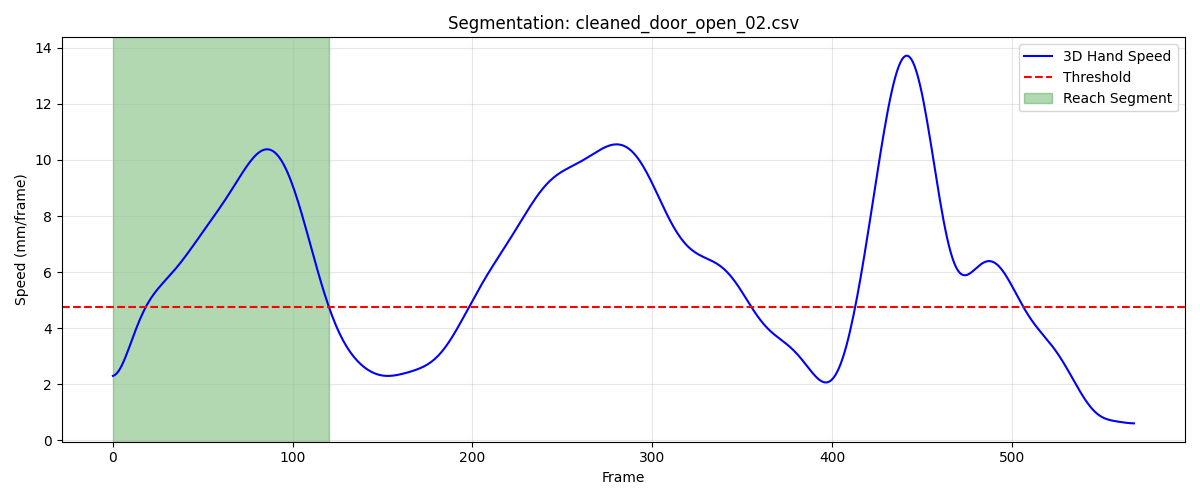 Segmentation: cleaned_door_open_02.csv
14
12
10
8
6
4
2
0
Speed (mm/frame)
3D Hand Speed
Threshold
Reach Segment
0 100 200 300 400 500
Frame